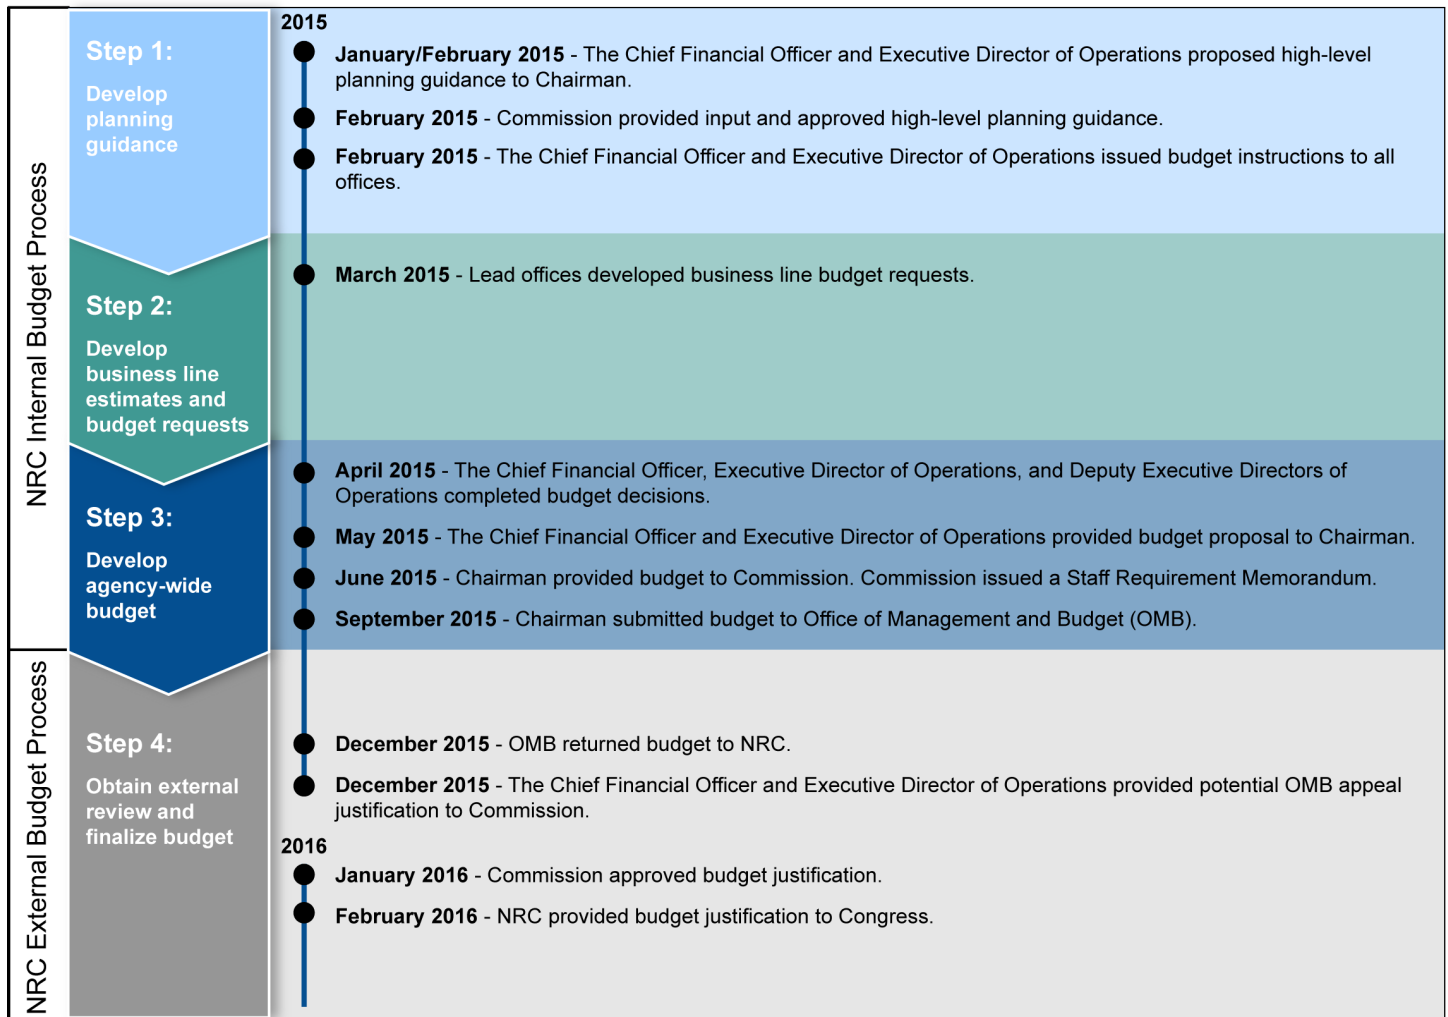 NRC Internal Budget Process
Step 1:
Develop
planning
guidance
2015
January/February 2015 - The Chief Financial Officer and Executive Director of Operations proposed high-level
planning guidance to Chairman.
February 2015 - Commission provided input and approved high-level planning guidance.
February 2015 - The Chief Financial Officer and Executive Director of Operations issued budget instructions to all
offices.
Step 2:
Develop
business line
estimates and
budget requests
March 2015 - Lead offices developed business line budget requests.
Step 3:
Develop
agency-wide
budget
April 2015 - The Chief Financial Officer, Executive Director of Operations, and Deputy Executive Directors of
Operations completed budget decisions.
May 2015 - The Chief Financial Officer and Executive Director of Operations provided budget proposal to Chairman.
June 2015 - Chairman provided budget to Commission. Commission issued a Staff Requirement Memorandum.
September 2015 - Chairman submitted budget to Office of Management and Budget (OMB).
NRC External Budget Process
Step 4:
Obtain external
review and
finalize budget
December 2015 - OMB returned budget to NRC.
December 2015 - The Chief Financial Officer and Executive Director of Operations provided potential OMB appeal
justification to Commission.
2016
January 2016 - Commission approved budget justification.
February 2016 - NRC provided budget justification to Congress.